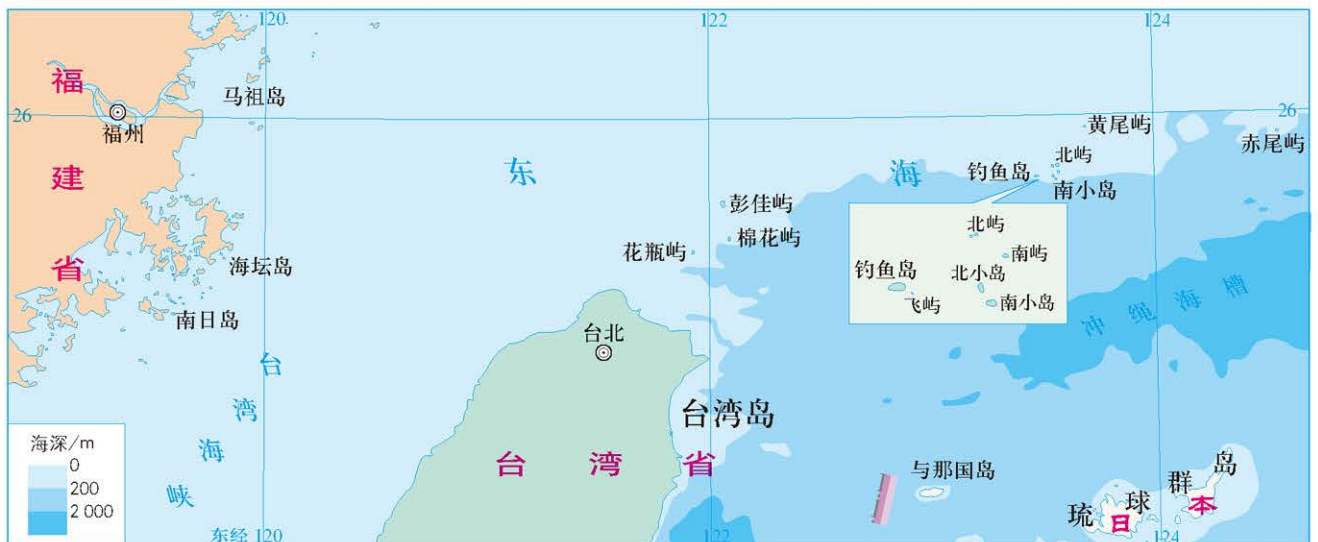 120
122
124
福
建
省
马祖岛
26
福州
东
海
黄尾屿
26
赤尾屿
北屿
钓鱼岛
南小岛
彭佳屿
棉花屿
花瓶屿
北屿
南屿
钓鱼岛
北小岛
飞屿
南小岛
海坛岛
南日岛
冲绳海槽
台北
台湾海峡
台湾岛
台湾省
与那国岛
琉球群岛
日本
海深/m
0
200
2 000
东经 120
122
124